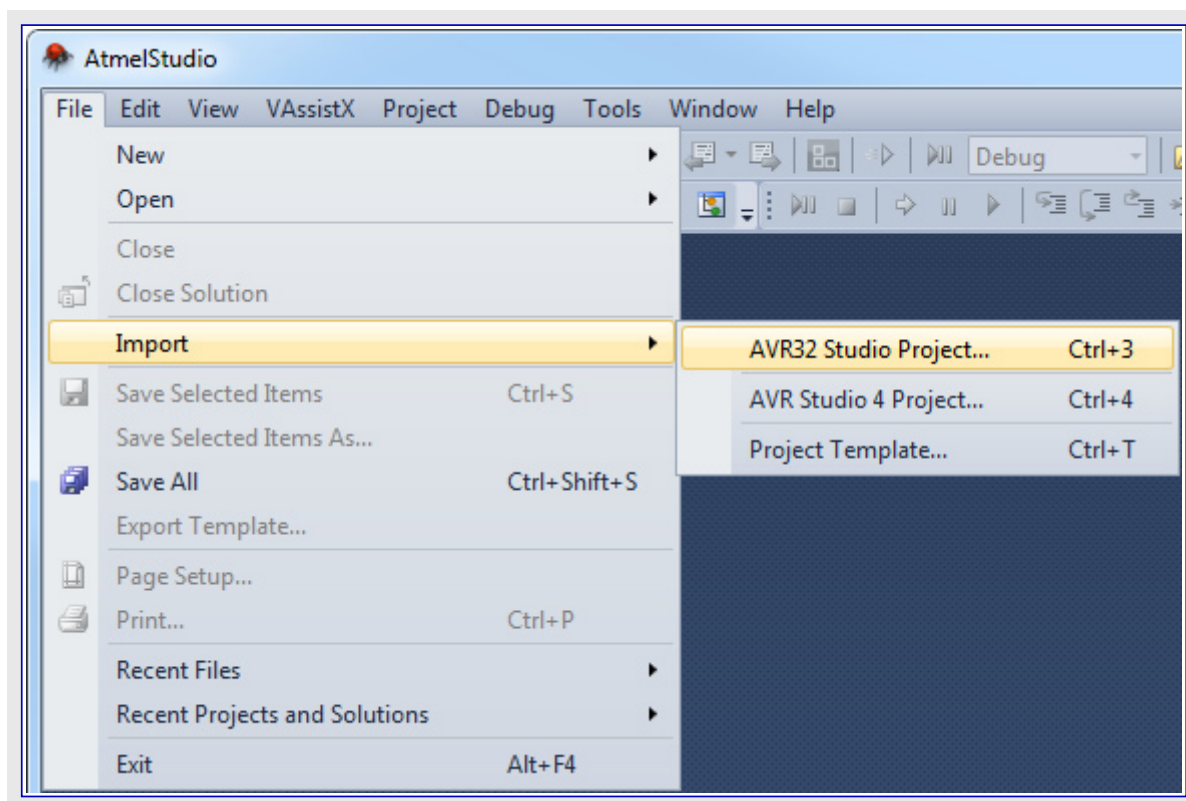 AtmelStudio
File Edit View VAssistX Project Debug Tools Window Help
New
Open
Debug
Close
Close Solution
Import
AVR32 Studio Project... Ctrl+3
Save Selected Items Ctrl+S
AVR Studio 4 Project... Ctrl+4
Save Selected Items As...
Project Template... Ctrl+T
Save All Ctrl+Shift+S
Export Template...
Page Setup...
Print... Ctrl+P
Recent Files
Recent Projects and Solutions
Exit Alt+F4